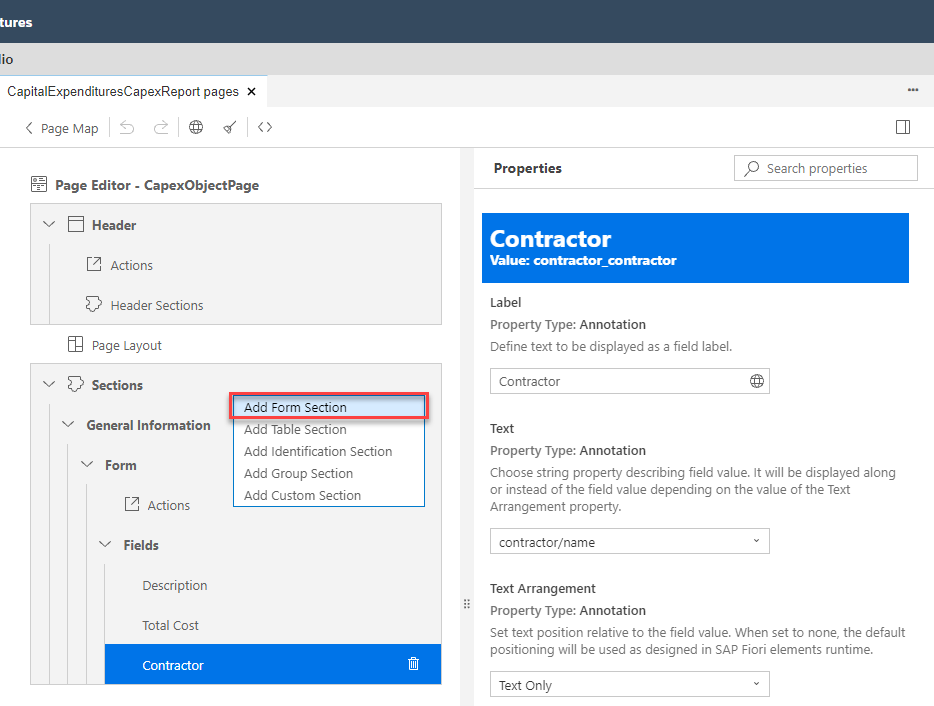 tures
lio
CapitalExpendituresCapexReport pages
Page Map
Page Editor - CapexObjectPage
Header
Actions
Header Sections
Page Layout
Sections
General Information
Form
Actions
Fields
Description
Total Cost
Contractor
Add Form Section
Add Table Section
Add Identification Section
Add Group Section
Add Custom Section
Properties
Search properties
Contractor
Value: contractor_contractor
Label
Property Type: Annotation
Define text to be displayed as a field label.
Contractor
Text
Property Type: Annotation
Choose string property describing field value. It will be displayed along
or instead of the field value depending on the value of the Text
Arrangement property.
contractor/name
Text Arrangement
Property Type: Annotation
Set text position relative to the field value. When set to none, the default
positioning will be used as designed in SAP Fiori elements runtime.
Text Only